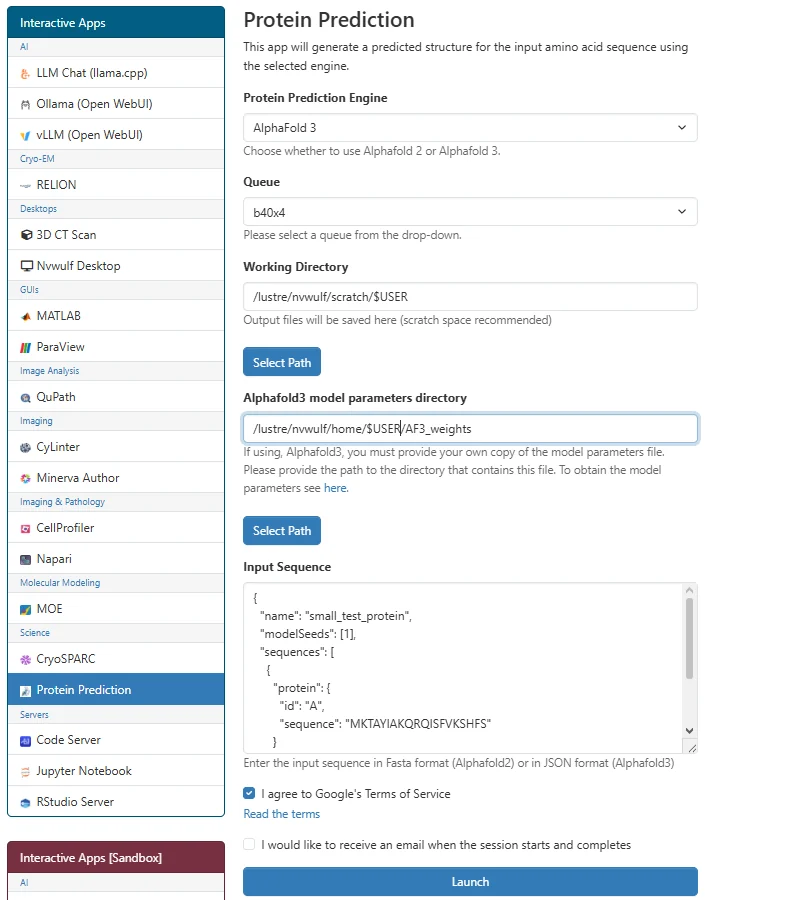 Interactive Apps
AI
LLM Chat (llama.cpp)
Ollama (Open WebUI)
vLLM (Open WebUI)
Cryo-EM
RELION
Desktops
3D CT Scan
Nvwulf Desktop
GUIs
MATLAB
ParaView
Image Analysis
QuPath
Imaging
CyLinter
Minerva Author
Imaging & Pathology
CellProfiler
Napari
Molecular Modeling
MOE
Science
CryoSPARC
Protein Prediction
Servers
Code Server
Jupyter Notebook
RStudio Server
Interactive Apps [Sandbox]
AI
Protein Prediction
This app will generate a predicted structure for the input amino acid sequence using
the selected engine.
Protein Prediction Engine
AlphaFold 3
Choose whether to use Alphafold 2 or Alphafold 3.
Queue
b40x4
Please select a queue from the drop-down.
Working Directory
/lustre/nvwulf/scratch/$USER
Output files will be saved here (scratch space recommended)
Select Path
Alphafold3 model parameters directory
/lustre/nvwulf/home/$USER/AF3_weights
If using, Alphafold3, you must provide your own copy of the model parameters file.
Please provide the path to the directory that contains this file. To obtain the model
parameters see here.
Select Path
Input Sequence
{
"name": "small_test_protein",
"modelSeeds": [1],
"sequences": [
{
"protein": {
"id": "A",
"sequence": "MKTAYIAKQRQISFVKSHFS"
}
Enter the input sequence in Fasta format (Alphafold2) or in JSON format (Alphafold3)
I agree to Google's Terms of Service
Read the terms
I would like to receive an email when the session starts and completes
Launch